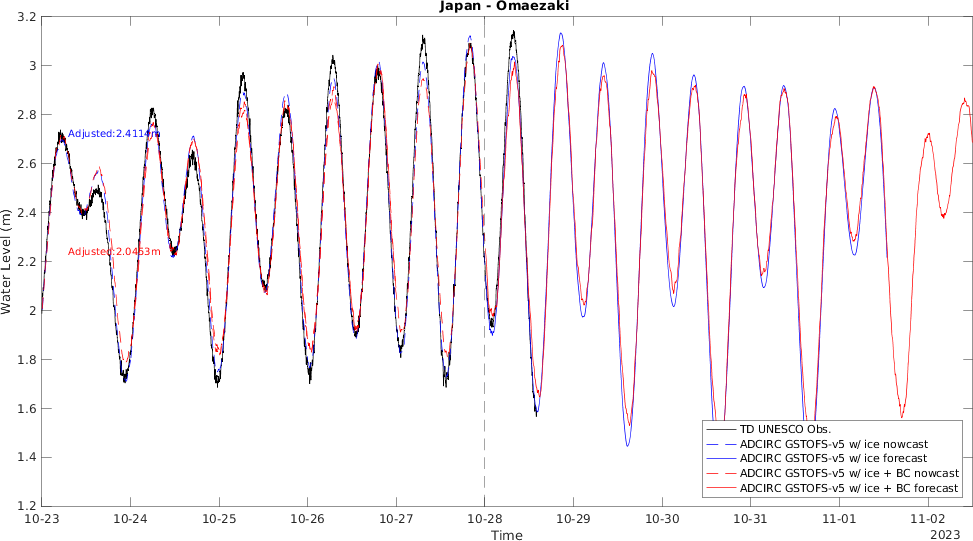 Japan - Omaezaki
Water Level (m)
3.2
3
2.8
2.6
2.4
2.2
2
1.8
1.6
1.4
1.2
Adjusted:2.4114m
Adjusted:2.0463m
TD UNESCO Obs.
ADCIRC GSTOFS-v5 w/ ice nowcast
ADCIRC GSTOFS-v5 w/ ice forecast
ADCIRC GSTOFS-v5 w/ ice + BC nowcast
ADCIRC GSTOFS-v5 w/ ice + BC forecast
10-23 10-24 10-25 10-26 10-27 10-28 10-29 10-30 10-31 11-01 11-02
Time
2023